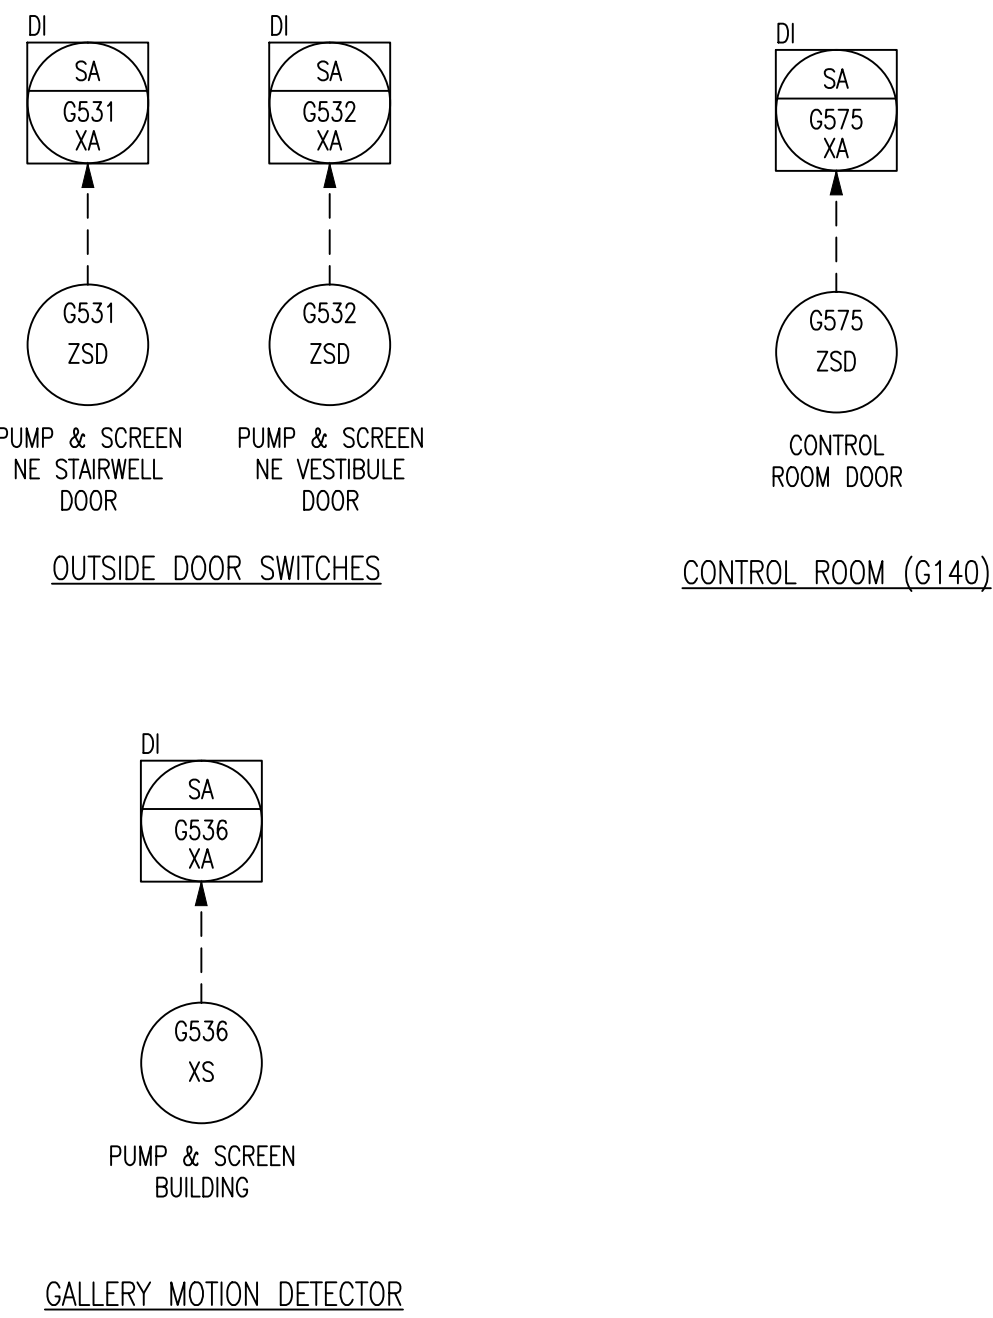 DI
SA
G531
XA
G531
ZSD
PUMP & SCREEN
NE STAIRWELL
DOOR
DI
SA
G532
XA
G532
ZSD
PUMP & SCREEN
NE VESTIBULE
DOOR
OUTSIDE DOOR SWITCHES
DI
SA
G575
XA
G575
ZSD
CONTROL
ROOM DOOR
CONTROL ROOM (G140)
DI
SA
G536
XA
G536
XS
PUMP & SCREEN
BUILDING
GALLERY MOTION DETECTOR